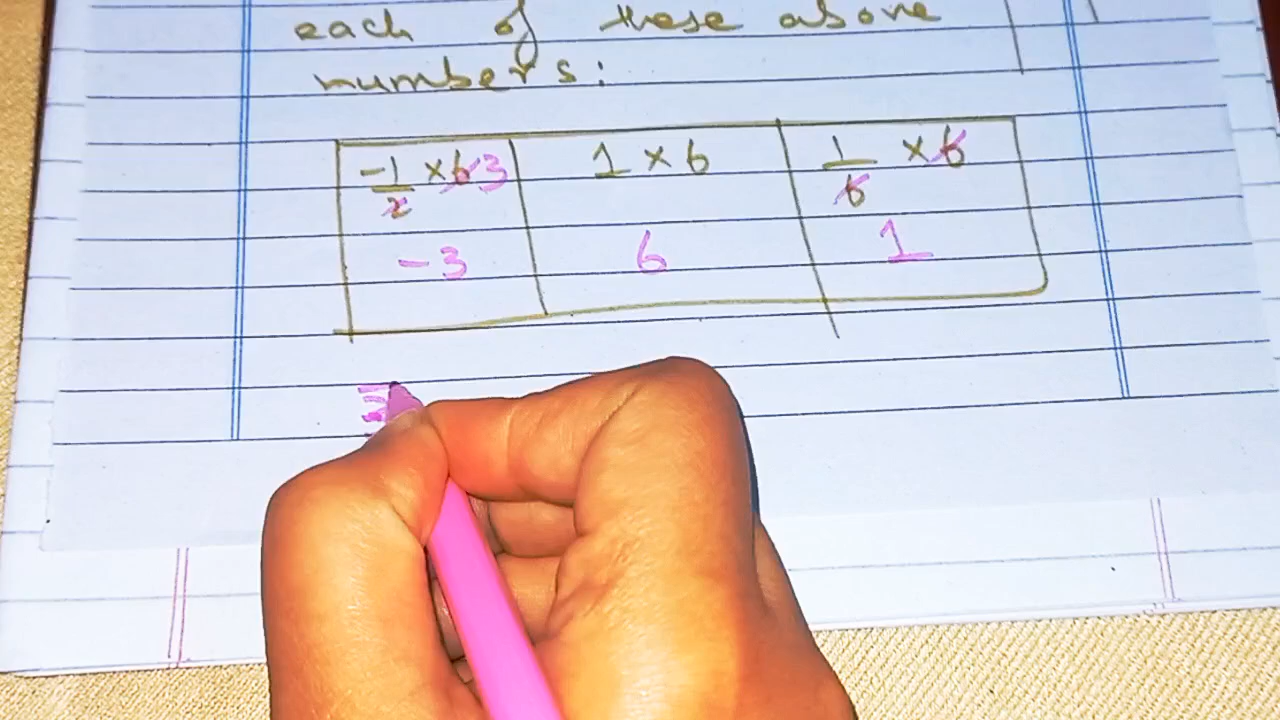 each of these above
numbers:
-1/2 × 6 3 1 × 6 1/6 × 6
-3 6 1